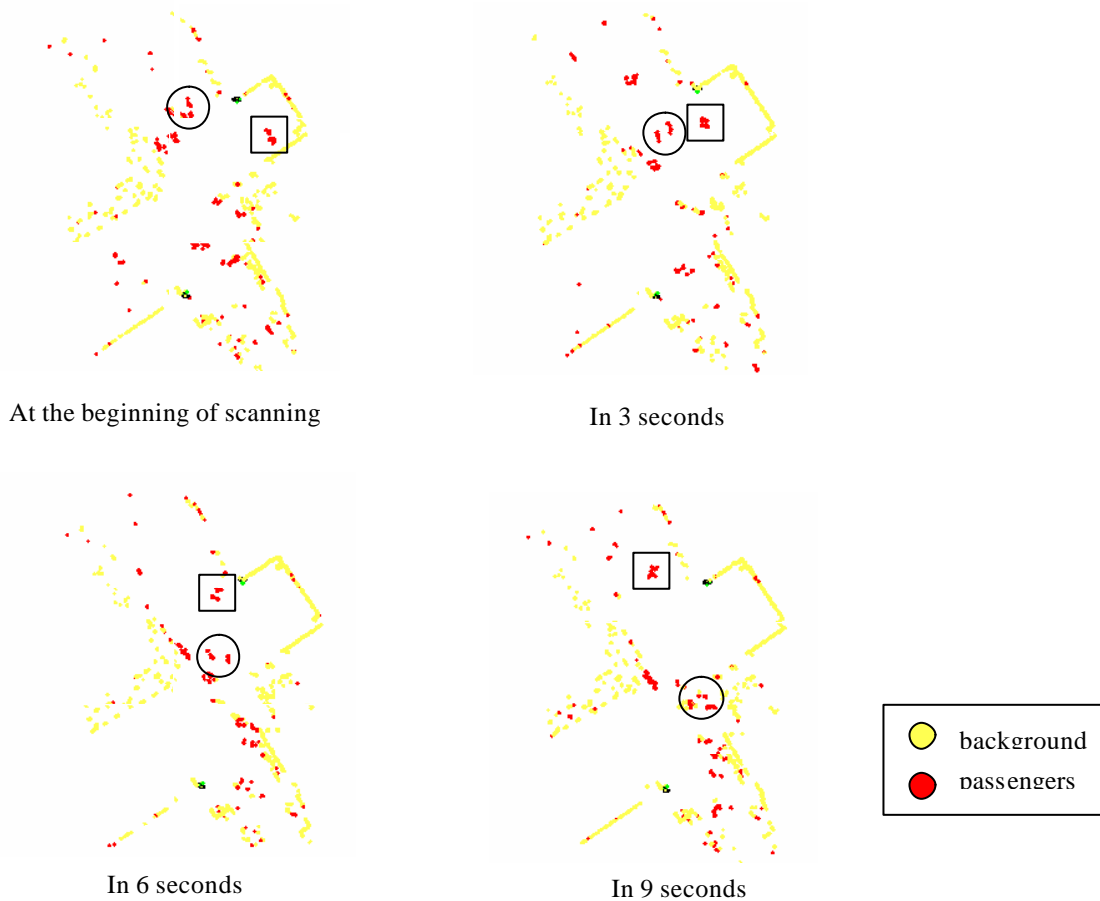 At the beginning of scanning
In 3 seconds
In 6 seconds
In 9 seconds
background
passengers